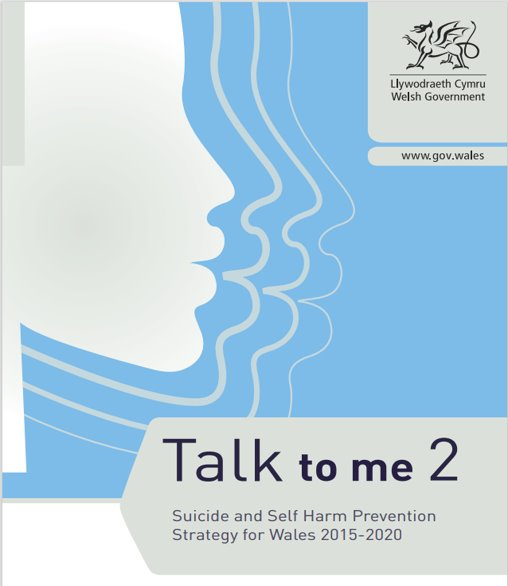 Llywodraeth Cymru
Welsh Government
www.gov.wales
Talk to me 2
Suicide and Self Harm Prevention
Strategy for Wales 2015-2020